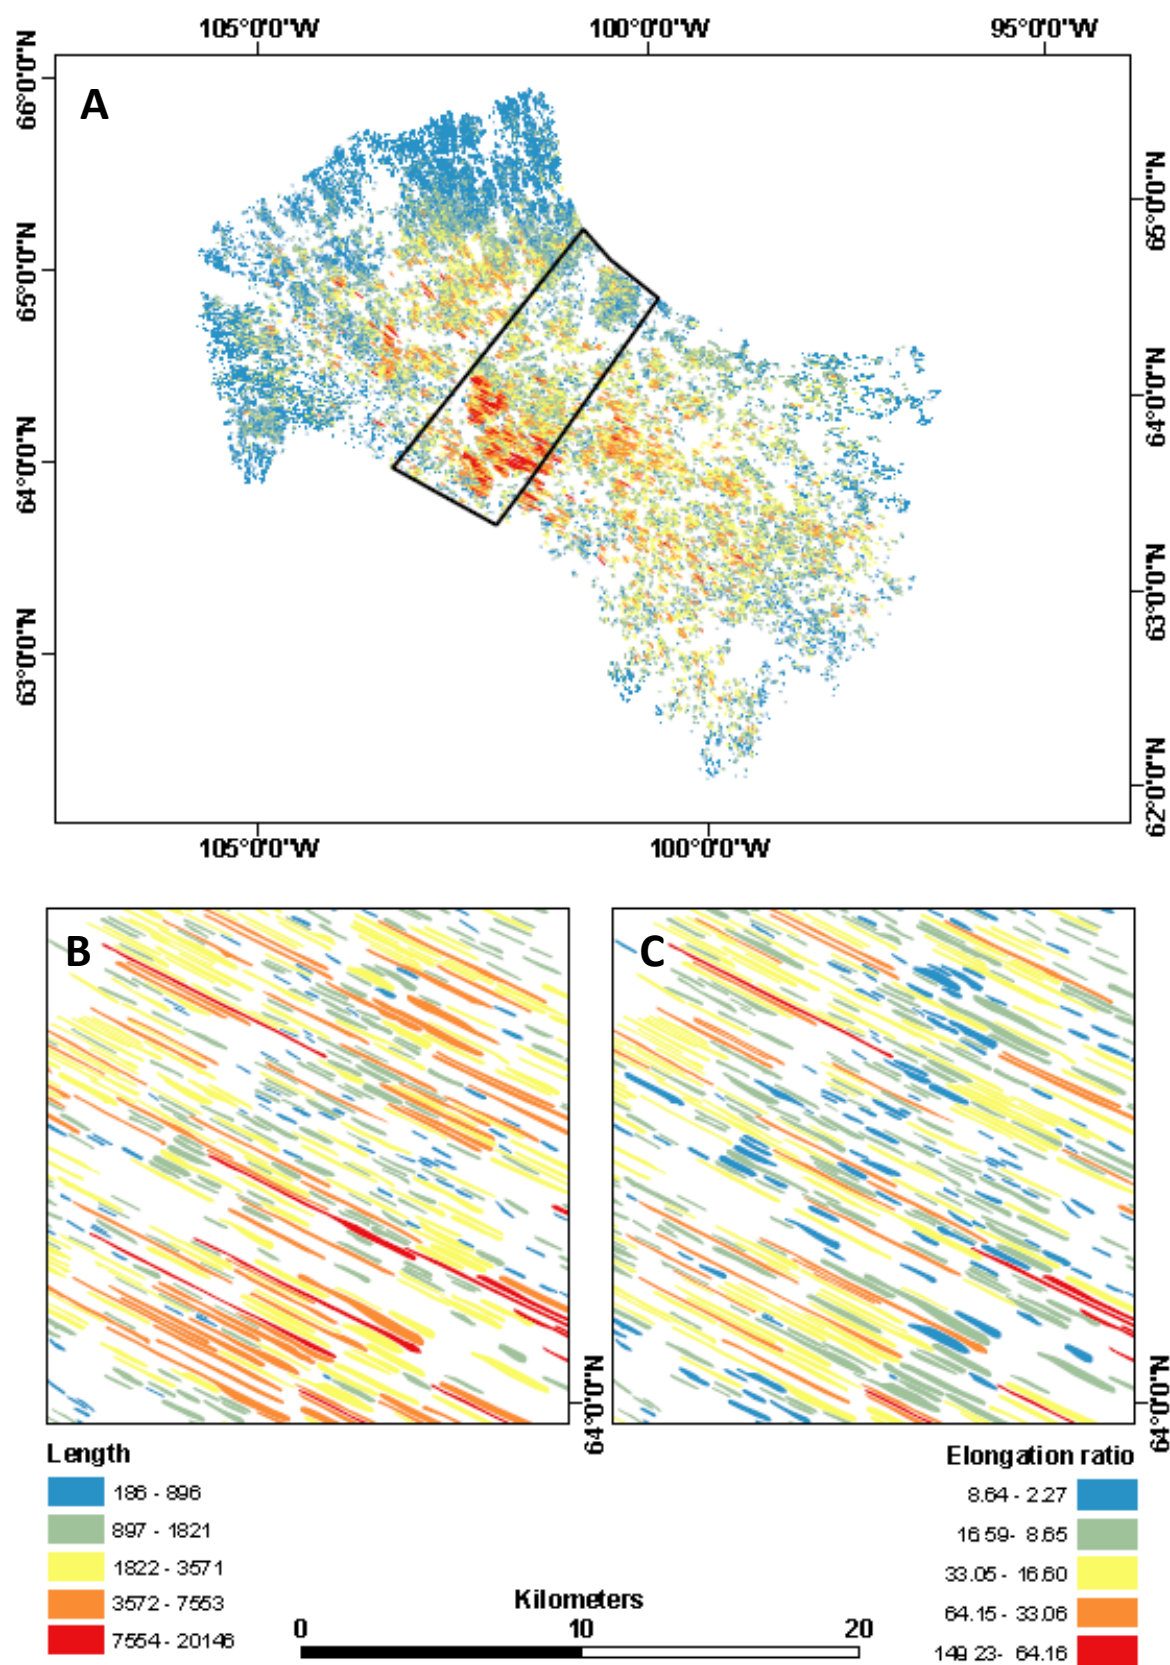 105°0'0"W 100°0'0"W 95°0'0"W
A
66°0'0"N
65°0'0"N
64°0'0"N
63°0'0"N
65°0'0"N
64°0'0"N
63°0'0"N
62°0'0"N
105°0'0"W 100°0'0"W
B
C
64°0'0"N
64°0'0"N
Length
186 - 896
897 - 1821
1822 - 3571
3572 - 7553
7554 - 20146
Kilometers
0 10 20
Elongation ratio
8.64 - 2.27
16.59- 8.65
33.05 - 16.60
64.15 - 33.06
149.23- 64.16